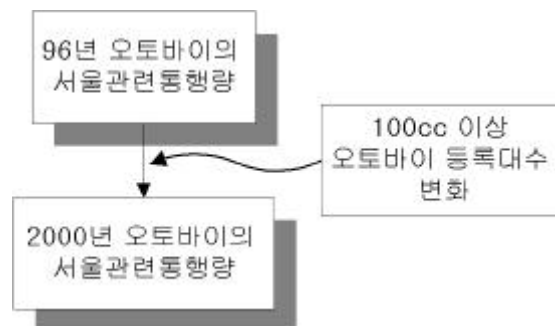 96년 오토바이의
서울관련통행량
100cc 이상
오토바이 등록대수
변화
2000년 오토바이의
서울관련통행량